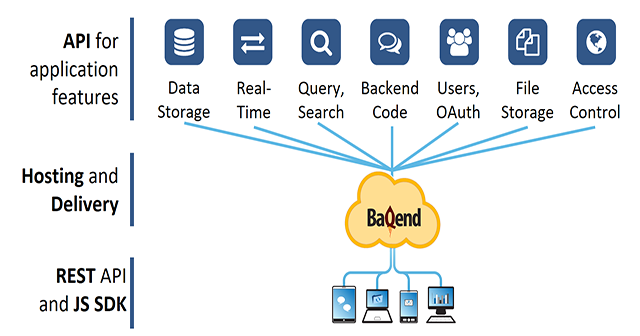 API for
application
features
Data
Storage
Real-
Time
Query,
Search
Backend
Code
Users,
OAuth
File
Storage
Access
Control
Hosting and
Delivery
BaQend
REST API
and JS SDK